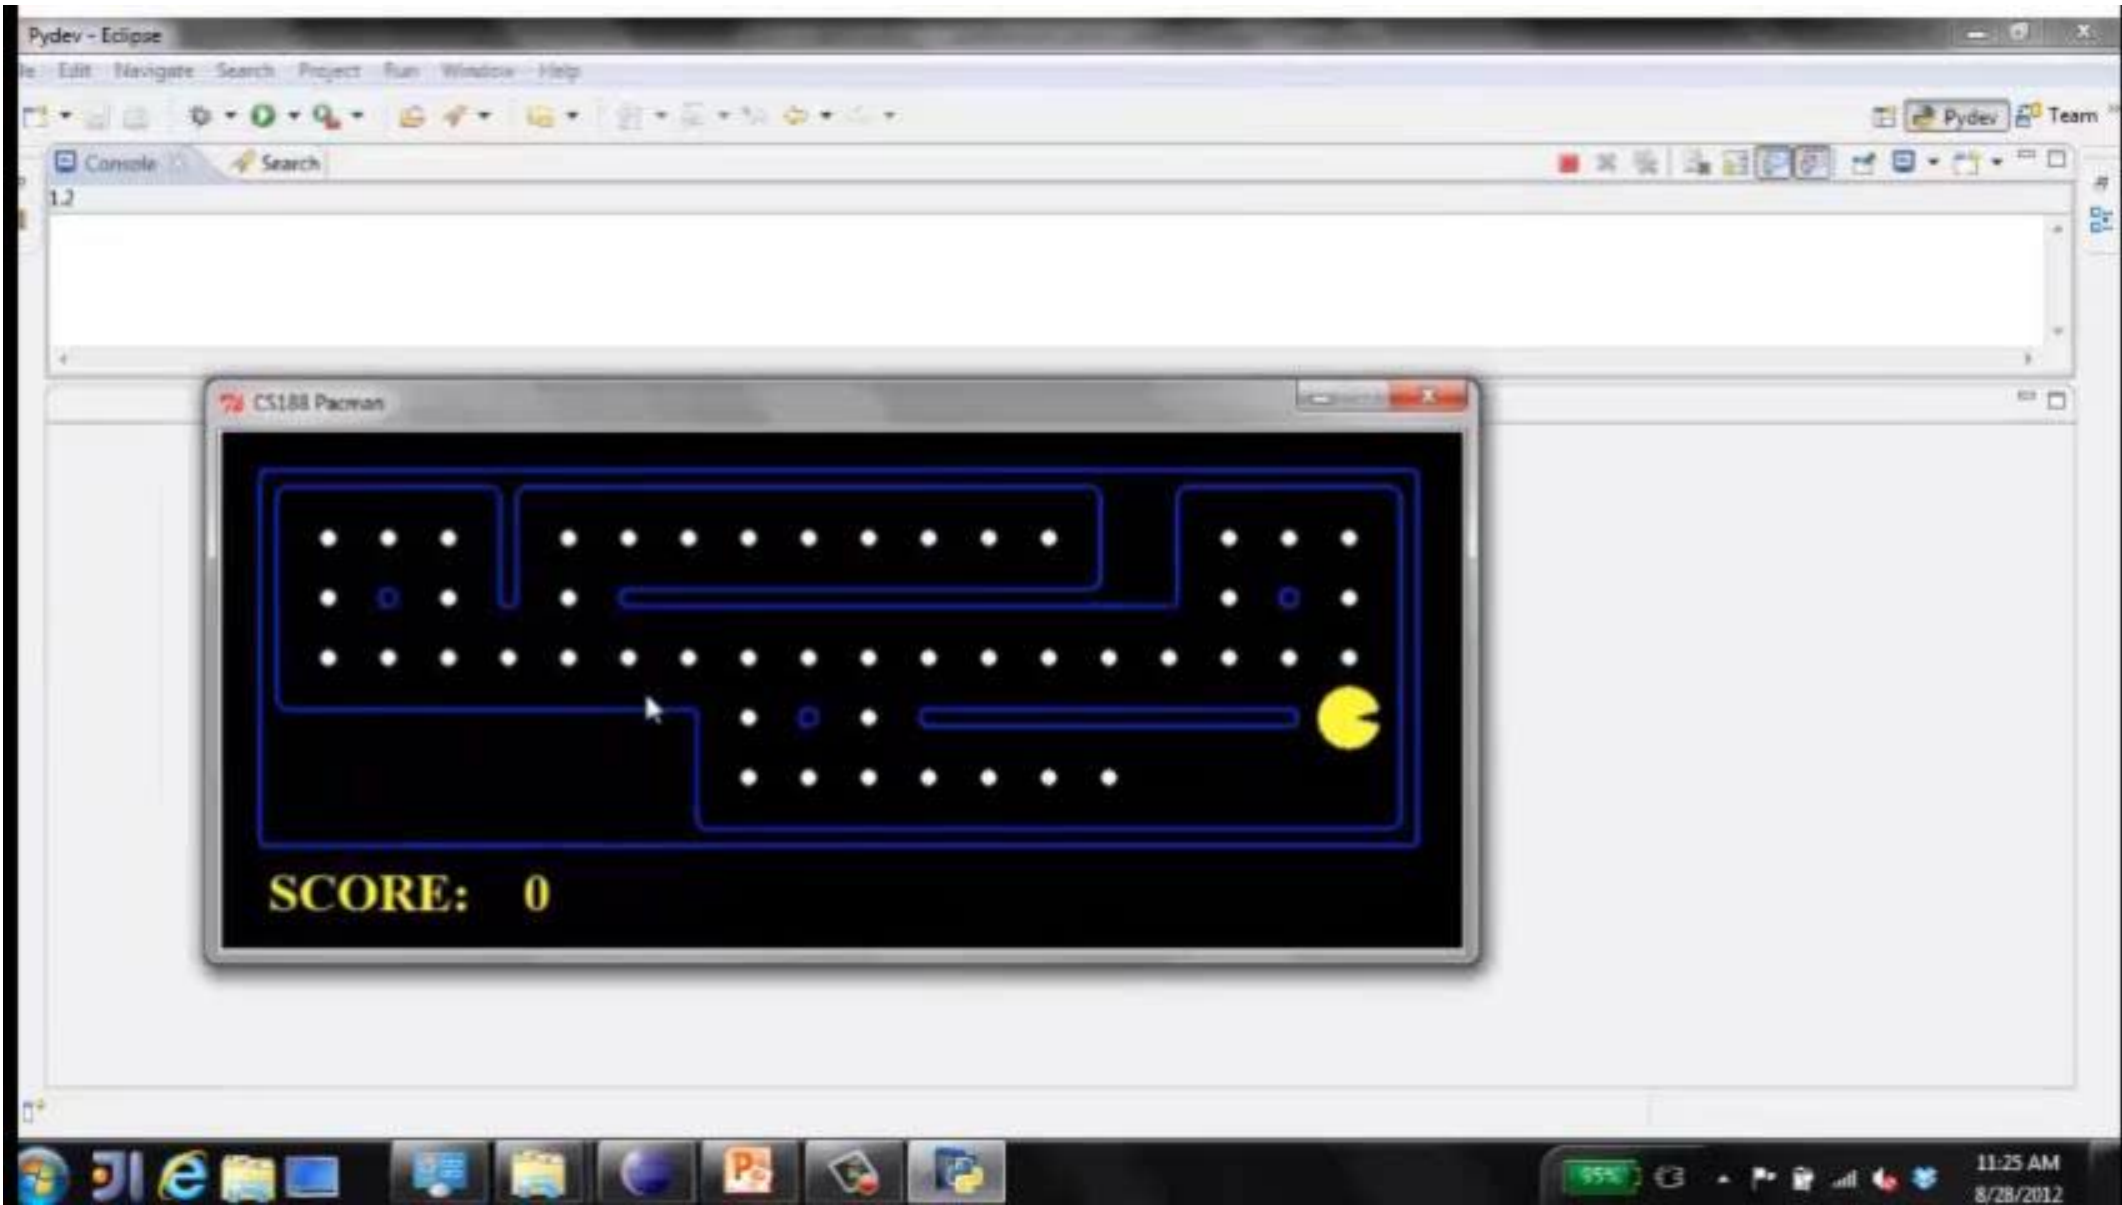 Pydev - Eclipse
Edit Navigate Search Project Run Window Help
Pydev Team
Console Search
1.2
CS188 Pacman
SCORE: 0
95%
11:25 AM
8/28/2012